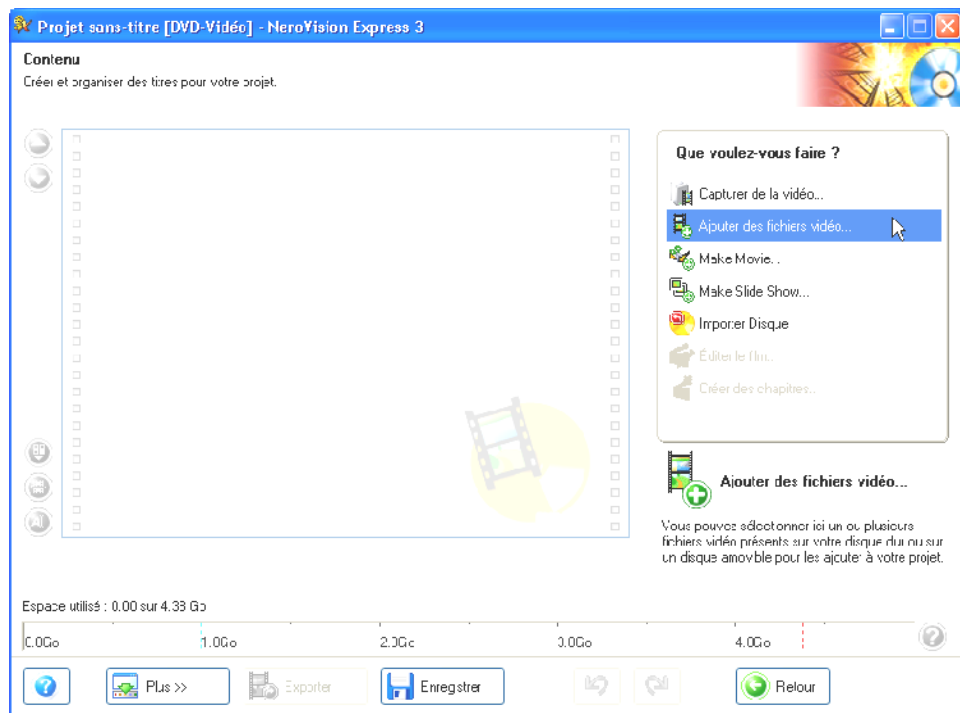 Projet sans-titre [DVD-Vidéo] - NeroVision Express 3
Contenu
Créer et organiser des titres pour votre projet.
Que voulez-vous faire ?
Capturer de la vidéo...
Ajouter des fichiers vidéo...
Make Movie...
Make Slide Show...
Importer Disque
Éditer le film...
Créer des chapitres...
Ajouter des fichiers vidéo...
Vous pouvez sélectionner ici un ou plusieurs
fichiers vidéo présents sur votre disque dur ou sur
un disque amovible pour les ajouter à votre projet.
Espace utilisé : 0.00 sur 4.38 Go
0.0Go 1.0Go 2.0Go 3.0Go 4.0Go
Plus >> Exporter Enregistrer Retour